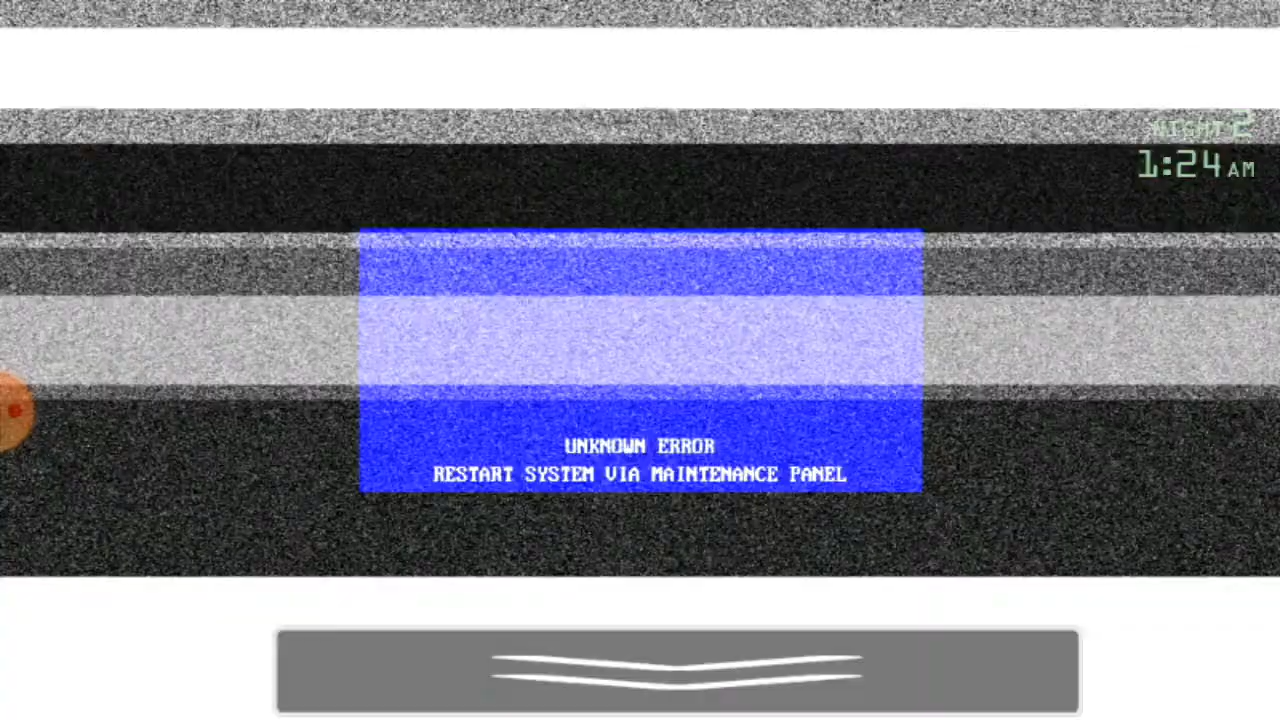 NIGHT 2
1:24 AM
UNKNOWN ERROR
RESTART SYSTEM VIA MAINTENANCE PANEL